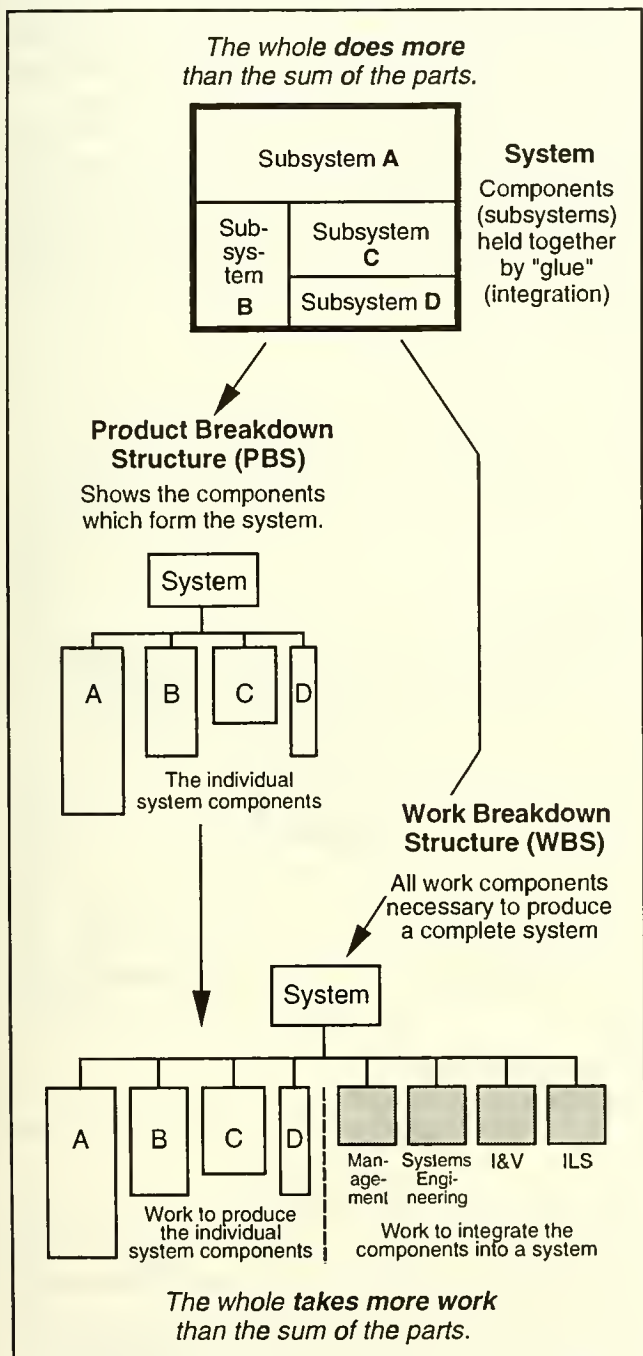 The whole does more
than the sum of the parts.
Subsystem A
Sub-
sys-
tem
B
Subsystem
C
Subsystem D
System
Components
(subsystems)
held together
by "glue"
(integration)
Product Breakdown
Structure (PBS)
Shows the components
which form the system.
System
A
B
C
D
The individual
system components
Work Breakdown
Structure (WBS)
All work components
necessary to produce
a complete system
System
A
B
C
D
Work to produce
the individual
system components
Man-
age-
ment
Systems
Engi-
neering
I&V
ILS
Work to integrate the
components into a system
The whole takes more work
than the sum of the parts.